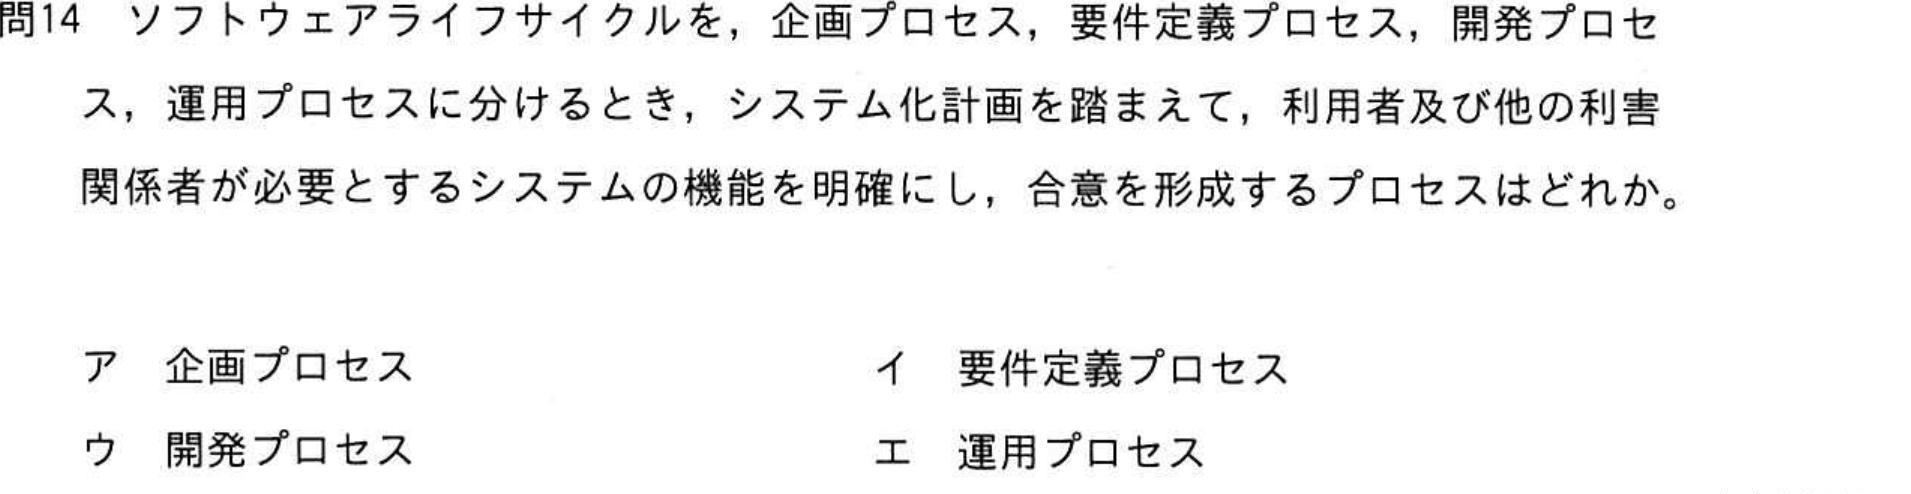 問14 ソフトウェアライフサイクルを，企画プロセス，要件定義プロセス，開発プロセ
ス，運用プロセスに分けるとき，システム化計画を踏まえて，利用者及び他の利害
関係者が必要とするシステムの機能を明確にし，合意を形成するプロセスはどれか。
ア 企画プロセス イ 要件定義プロセス
ウ 開発プロセス エ 運用プロセス